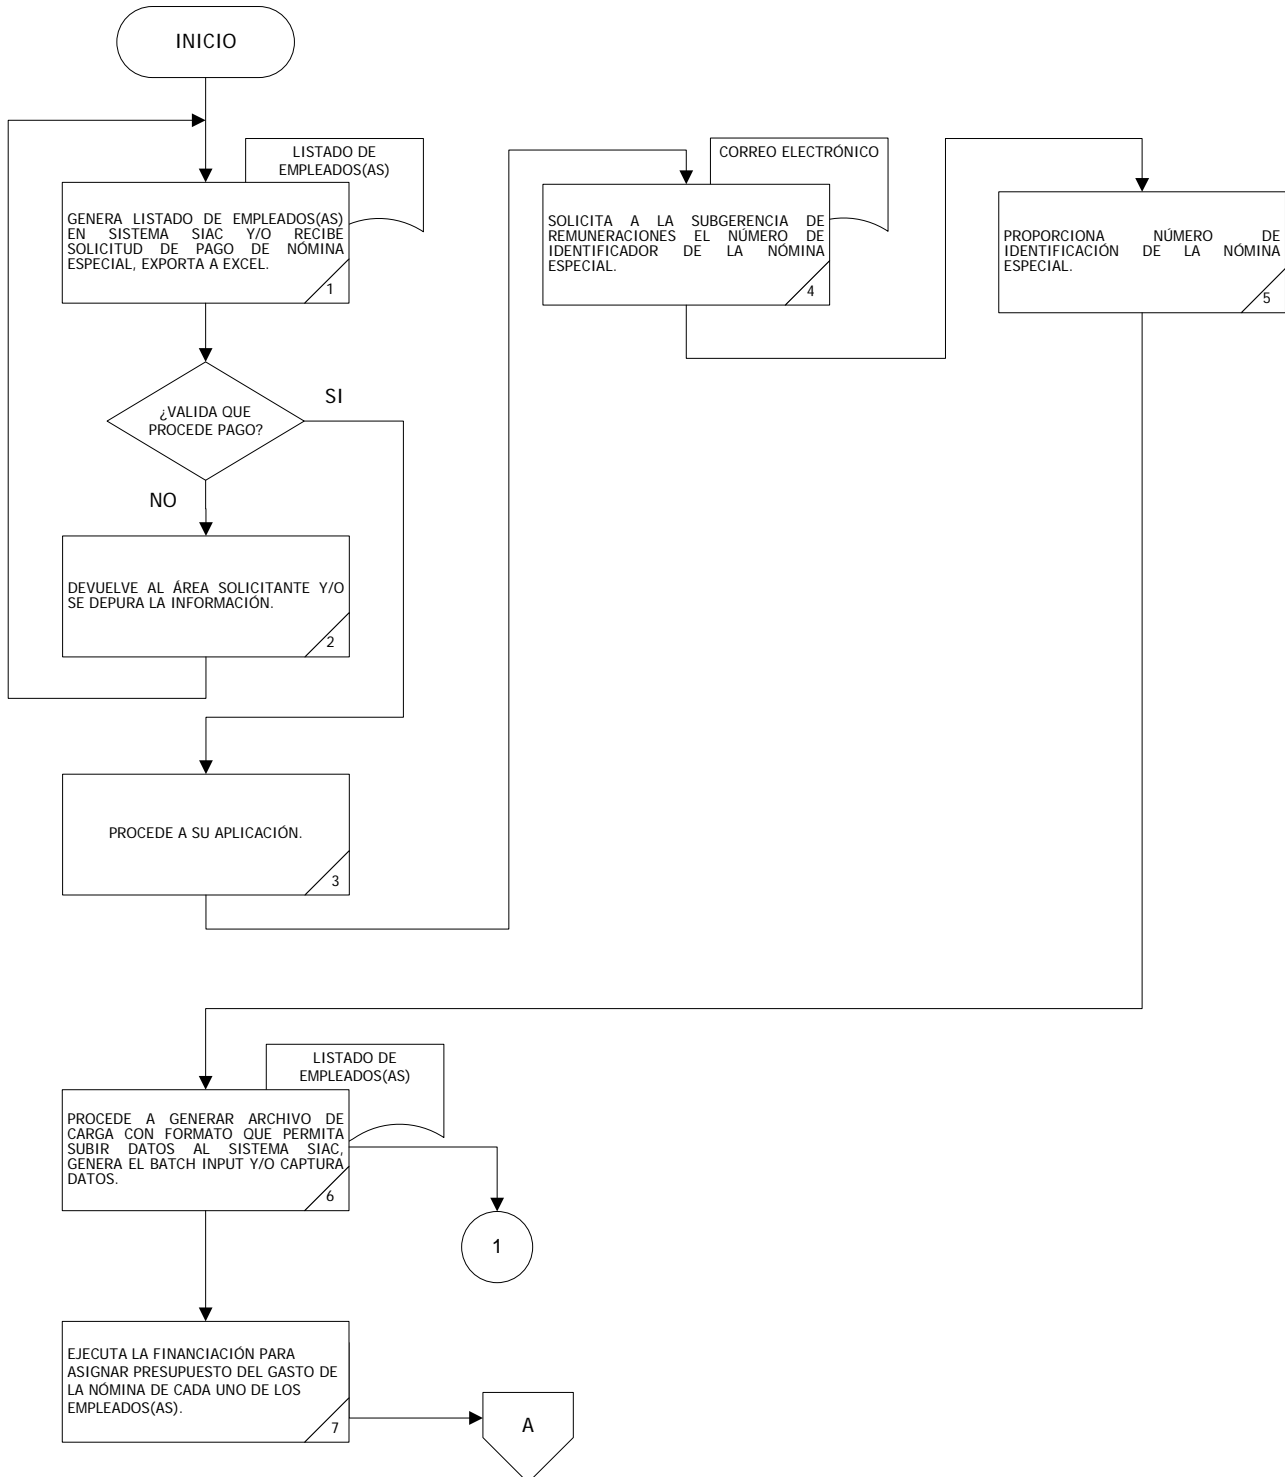 INICIO
LISTADO DE
EMPLEADOS(AS)
GENERA LISTADO DE EMPLEADOS(AS)
EN SISTEMA SIAC Y/O RECIBE
SOLICITUD DE PAGO DE NÓMINA
ESPECIAL, EXPORTA A EXCEL.
1
¿VALIDA QUE
PROCEDE PAGO?
SI
NO
DEVUELVE AL ÁREA SOLICITANTE Y/O
SE DEPURA LA INFORMACIÓN.
2
PROCEDE A SU APLICACIÓN.
3
CORREO ELECTRÓNICO
SOLICITA A LA SUBGERENCIA DE
REMUNERACIONES EL NÚMERO DE
IDENTIFICADOR DE LA NÓMINA
ESPECIAL.
4
PROPORCIONA NÚMERO DE
IDENTIFICACIÓN DE LA NÓMINA
ESPECIAL.
5
LISTADO DE
EMPLEADOS(AS)
PROCEDE A GENERAR ARCHIVO DE
CARGA CON FORMATO QUE PERMITA
SUBIR DATOS AL SISTEMA SIAC,
GENERA EL BATCH INPUT Y/O CAPTURA
DATOS.
6
1
EJECUTA LA FINANCIACIÓN PARA
ASIGNAR PRESUPUESTO DEL GASTO DE
LA NÓMINA DE CADA UNO DE LOS
EMPLEADOS(AS).
7
A